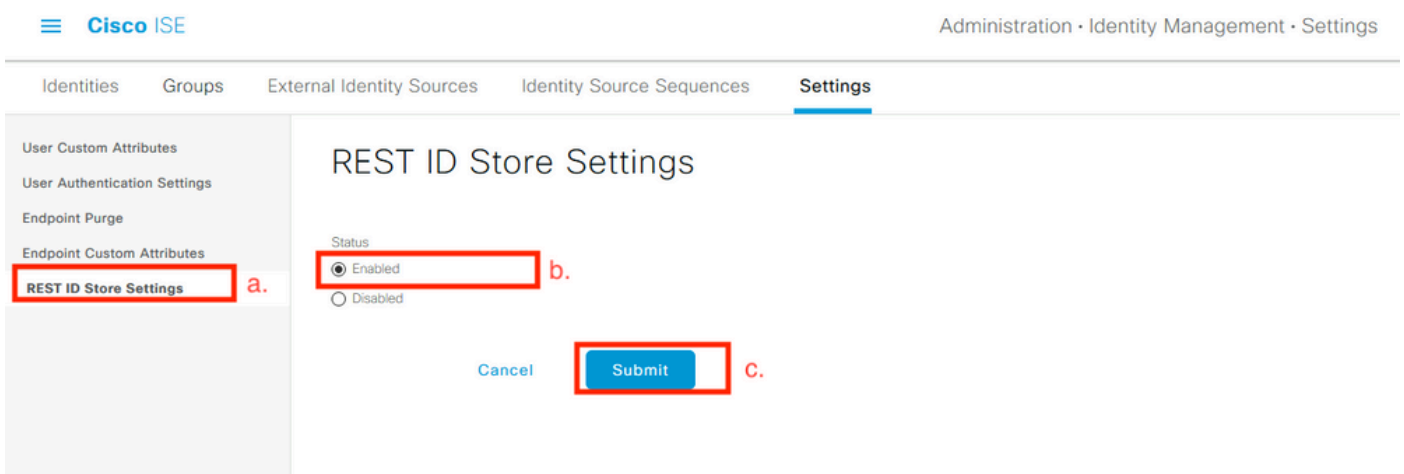 Cisco ISE
Administration · Identity Management · Settings
Identities Groups External Identity Sources Identity Source Sequences Settings
User Custom Attributes
User Authentication Settings
Endpoint Purge
Endpoint Custom Attributes
REST ID Store Settings a.
REST ID Store Settings
Status
Enabled b.
Disabled
Cancel Submit c.